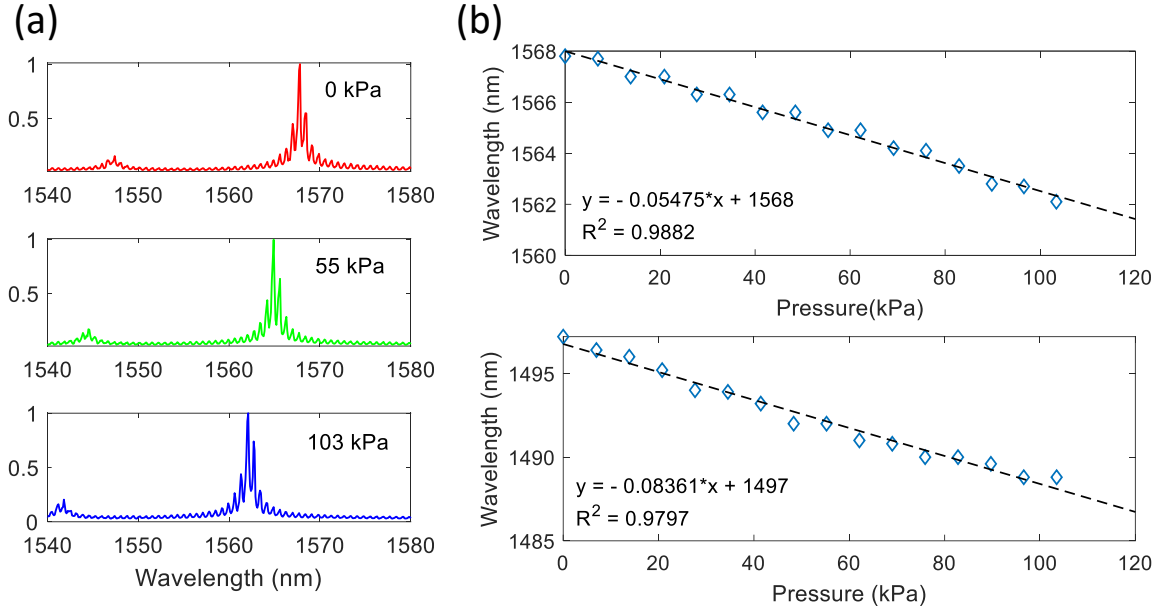 (a)
1
0.5
0 kPa
1540 1550 1560 1570 1580
1
0.5
55 kPa
1540 1550 1560 1570 1580
1
0.5
0
103 kPa
1540 1550 1560 1570 1580
Wavelength (nm)
(b)
Wavelength (nm)
1568
1566
1564
1562
1560
y = - 0.05475*x + 1568
R² = 0.9882
0 20 40 60 80 100 120
Pressure(kPa)
Wavelength (nm)
1495
1490
1485
y = - 0.08361*x + 1497
R² = 0.9797
0 20 40 60 80 100 120
Pressure (kPa)